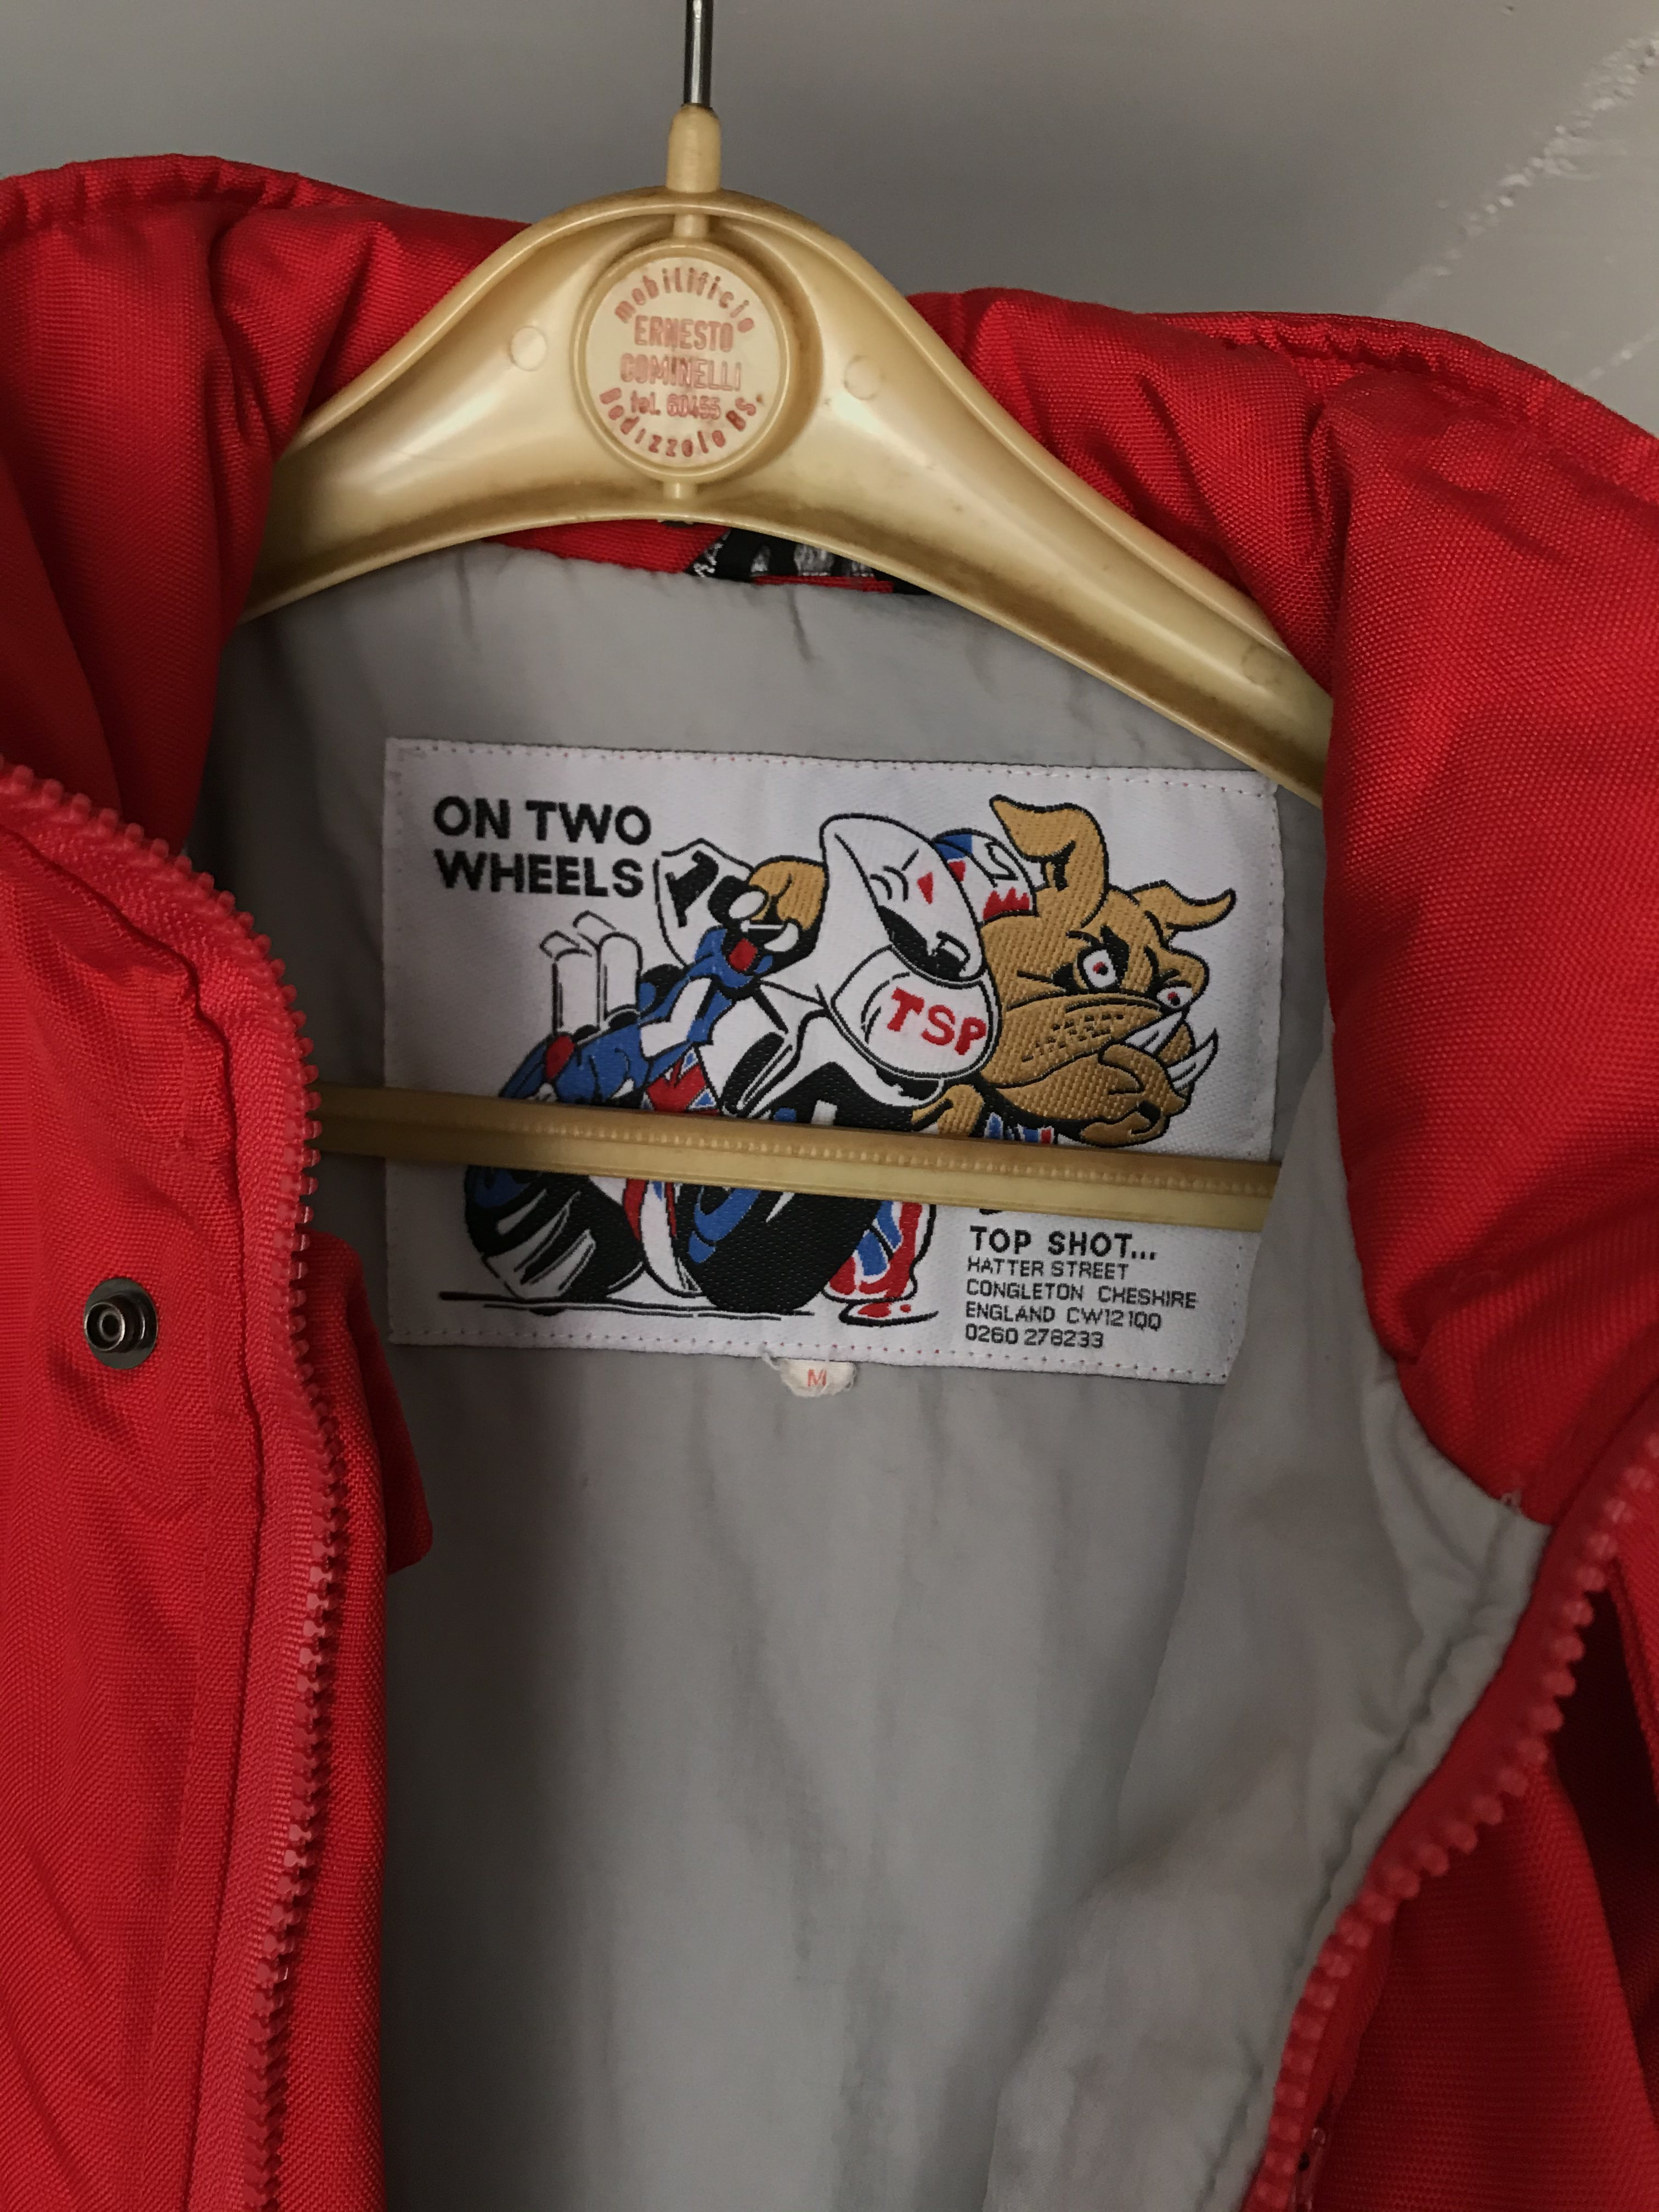 mobilificio
ERNESTO
COMINELLI
tel. 60455
Bedizzole BS.
ON TWO
WHEELS
1
TSP
TOP SHOT...
HATTER STREET
CONGLETON CHESHIRE
ENGLAND CW12 1QQ
0260 278233
M